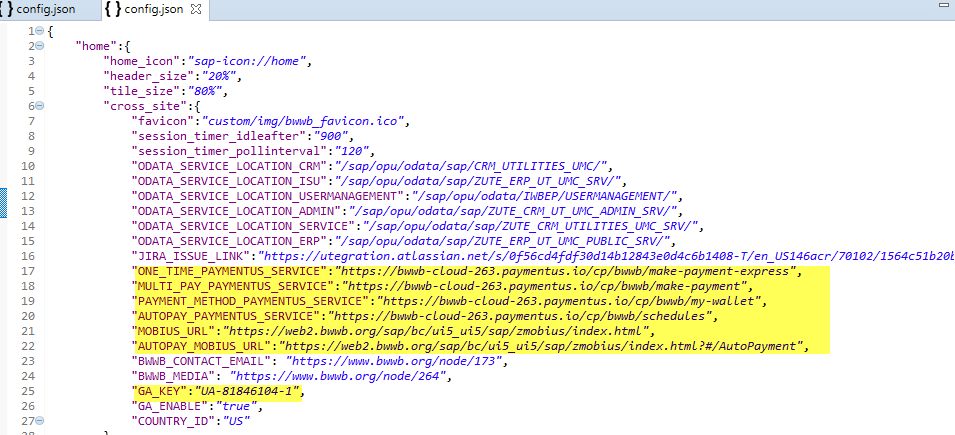 { } config.json { } config.json
1 {
2 "home":{
3 "home_icon":"sap-icon://home",
4 "header_size":"20%",
5 "tile_size":"80%",
6 "cross_site":{
7 "favicon":"custom/img/bwwb_favicon.ico",
8 "session_timer_idleafter":"900",
9 "session_timer_pollinterval":"120",
10 "ODATA_SERVICE_LOCATION_CRM":"/sap/opu/odata/sap/CRM_UTILITIES_UMC/",
11 "ODATA_SERVICE_LOCATION_ISU":"/sap/opu/odata/sap/ZUTE_ERP_UT_UMC_SRV/",
12 "ODATA_SERVICE_LOCATION_USERMANAGEMENT":"/sap/opu/odata/IWBEP/USERMANAGEMENT/",
13 "ODATA_SERVICE_LOCATION_ADMIN":"/sap/opu/odata/sap/ZUTE_CRM_UT_UMC_ADMIN_SRV/",
14 "ODATA_SERVICE_LOCATION_SERVICE":"/sap/opu/odata/sap/ZUTE_CRM_UTILITIES_UMC_SRV/",
15 "ODATA_SERVICE_LOCATION_ERP":"/sap/opu/odata/sap/ZUTE_ERP_UT_UMC_PUBLIC_SRV/",
16 "JIRA_ISSUE_LINK":"https://utegration.atlassian.net/s/0f56cd4fdf30d14b12843e0d4c6b1408-T/en_US146acr/70102/1564c51b20b
17 "ONE_TIME_PAYMENTUS_SERVICE":"https://bwwb-cloud-263.paymentus.io/cp/bwwb/make-payment-express",
18 "MULTI_PAY_PAYMENTUS_SERVICE":"https://bwwb-cloud-263.paymentus.io/cp/bwwb/make-payment",
19 "PAYMENT_METHOD_PAYMENTUS_SERVICE":"https://bwwb-cloud-263.paymentus.io/cp/bwwb/my-wallet",
20 "AUTOPAY_PAYMENTUS_SERVICE":"https://bwwb-cloud-263.paymentus.io/cp/bwwb/schedules",
21 "MOBIUS_URL":"https://web2.bwwb.org/sap/bc/ui5_ui5/sap/zmobius/index.html",
22 "AUTOPAY_MOBIUS_URL":"https://web2.bwwb.org/sap/bc/ui5_ui5/sap/zmobius/index.html?#/AutoPayment",
23 "BWWB_CONTACT_EMAIL": "https://www.bwwb.org/node/173",
24 "BWWB_MEDIA": "https://www.bwwb.org/node/264",
25 "GA_KEY":"UA-81846104-1",
26 "GA_ENABLE":"true",
27 "COUNTRY_ID":"US"